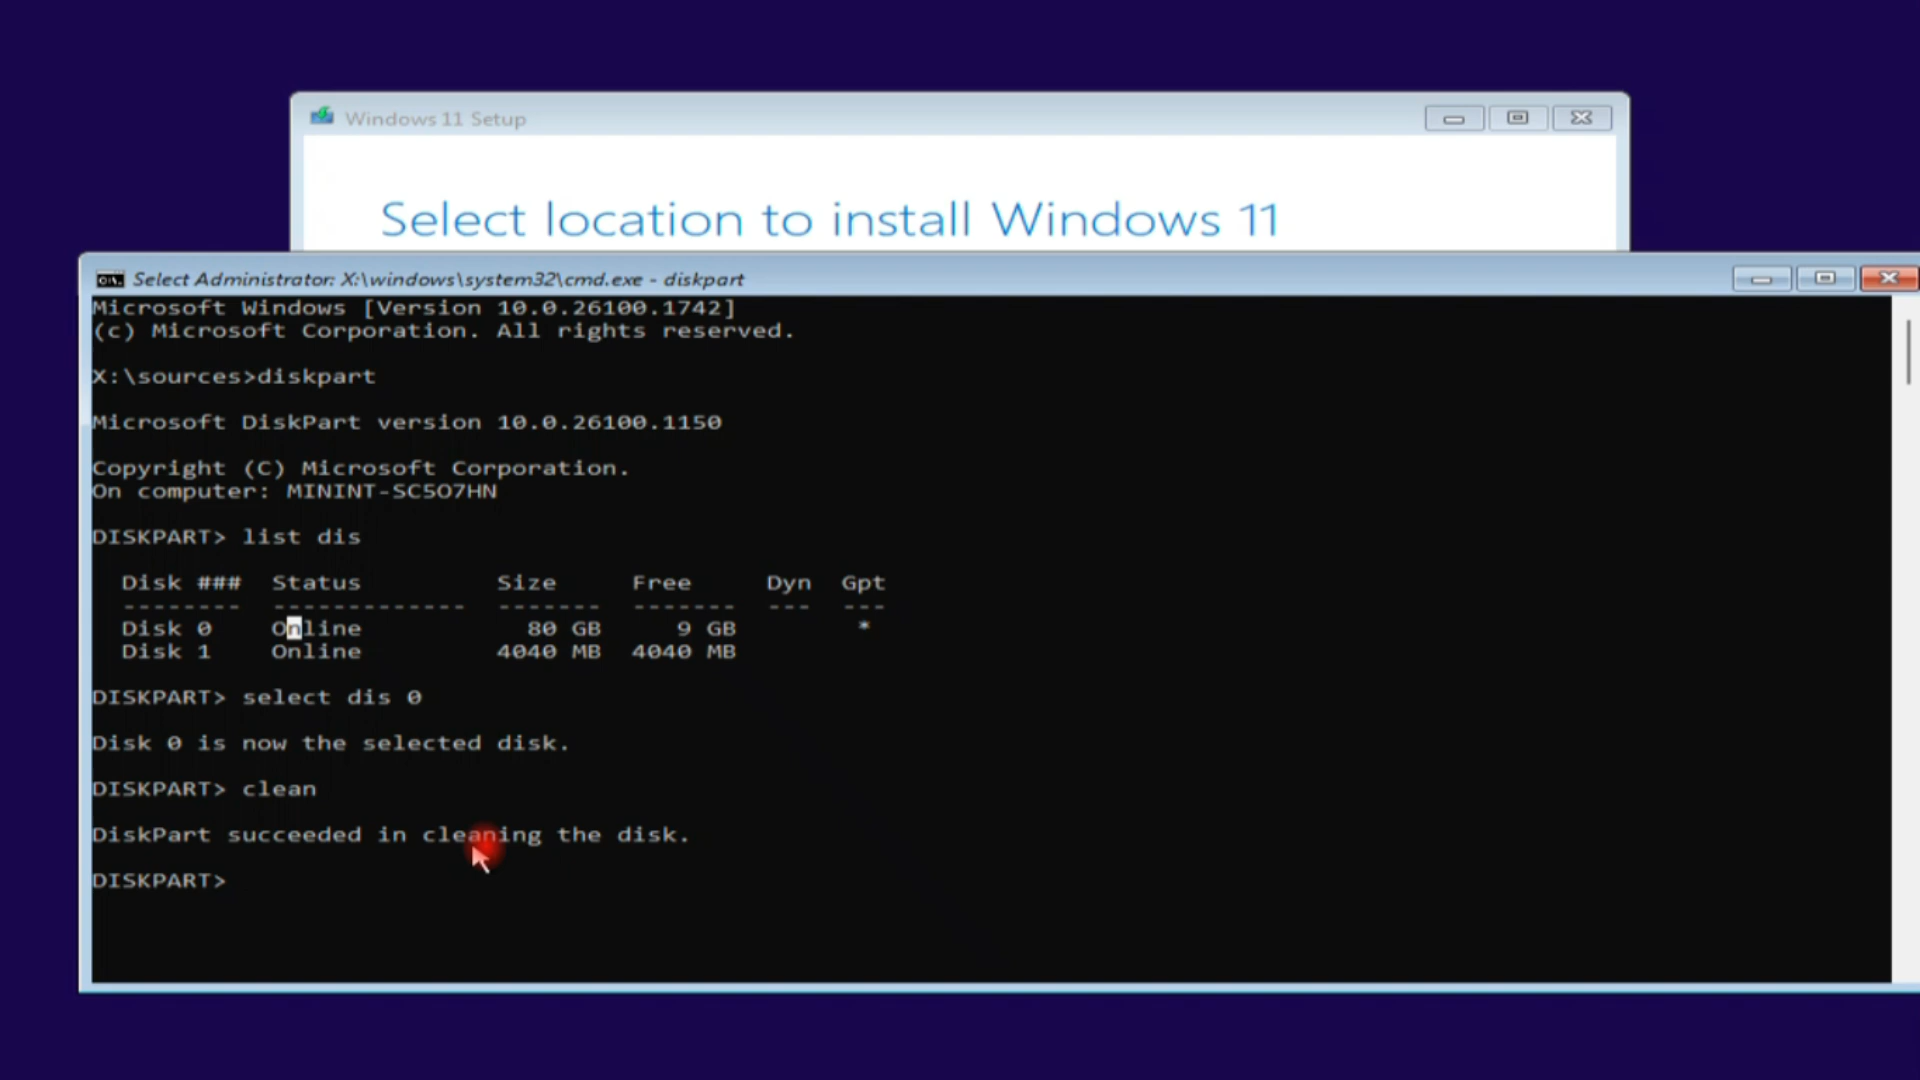 Windows 11 Setup
Select location to install Windows 11
Select Administrator: X:\windows\system32\cmd.exe - diskpart
Microsoft Windows [Version 10.0.26100.1742]
(c) Microsoft Corporation. All rights reserved.
X:\sources>diskpart
Microsoft DiskPart version 10.0.26100.1150
Copyright (C) Microsoft Corporation.
On computer: MININT-SC5O7HN
DISKPART> list dis
Disk ### Status Size Free Dyn Gpt
-------- ------------- ------- ------- --- ---
Disk 0 Online 80 GB 9 GB *
Disk 1 Online 4040 MB 4040 MB
DISKPART> select dis 0
Disk 0 is now the selected disk.
DISKPART> clean
DiskPart succeeded in cleaning the disk.
DISKPART>